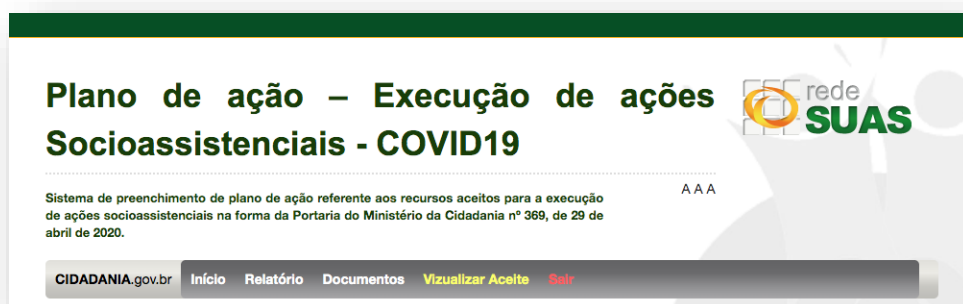 Plano de ação – Execução de ações
Socioassistenciais - COVID19
rede
SUAS
Sistema de preenchimento de plano de ação referente aos recursos aceitos para a execução
de ações socioassistenciais na forma da Portaria do Ministério da Cidadania nº 369, de 29 de
abril de 2020.
A A A
CIDADANIA.gov.br Início Relatório Documentos Vizualizar Aceite Sair